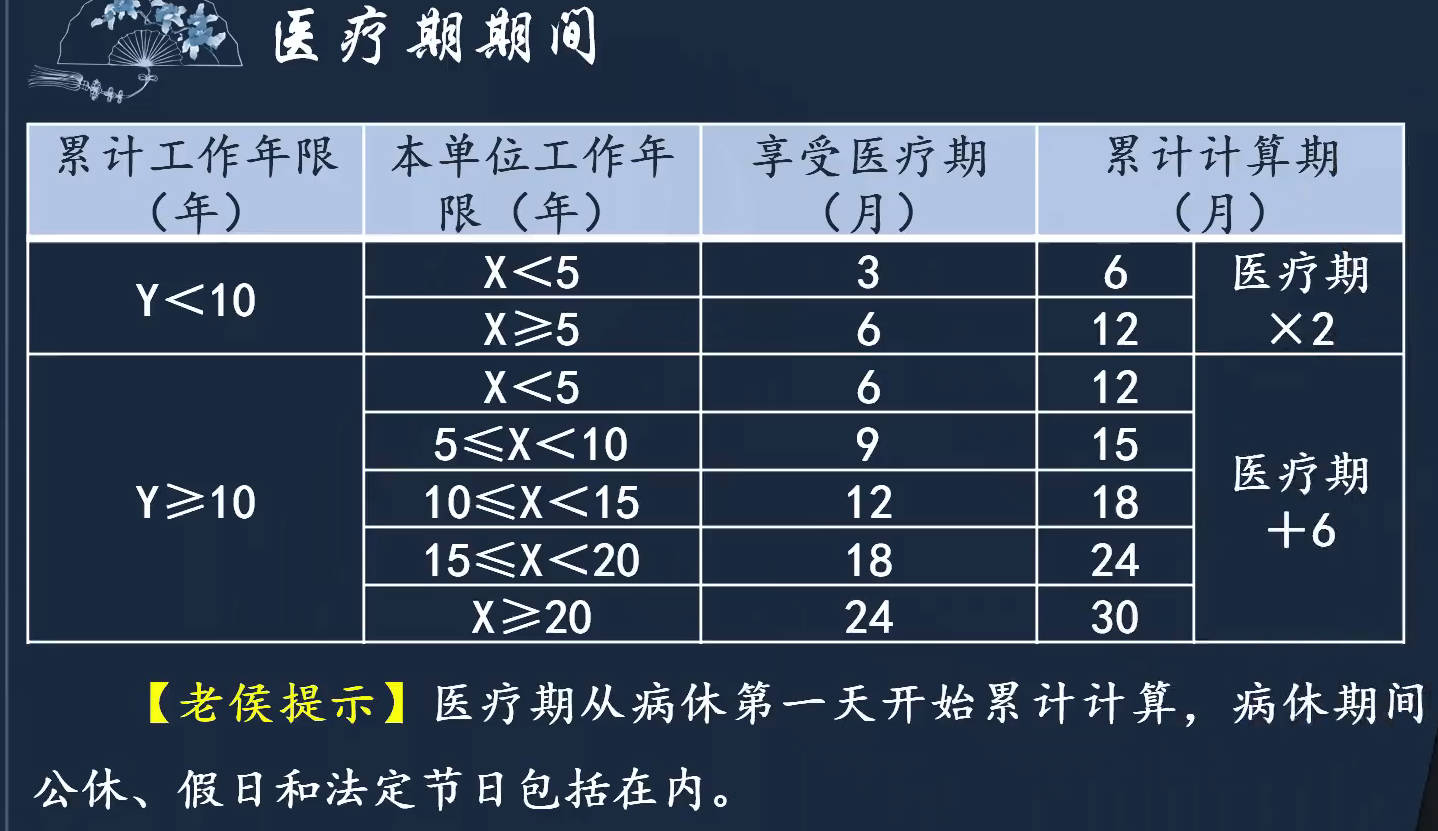 医疗期期间
累计工作年限
（年）
本单位工作年
限（年）
享受医疗期
（月）
累计计算期
（月）
Y＜10
X＜5
3
6
医疗期
×2
X≥5
6
12
Y≥10
X＜5
6
12
医疗期
＋6
5≤X＜10
9
15
10≤X＜15
12
18
15≤X＜20
18
24
X≥20
24
30
【老侯提示】医疗期从病休第一天开始累计计算，病休期间
公休、假日和法定节日包括在内。